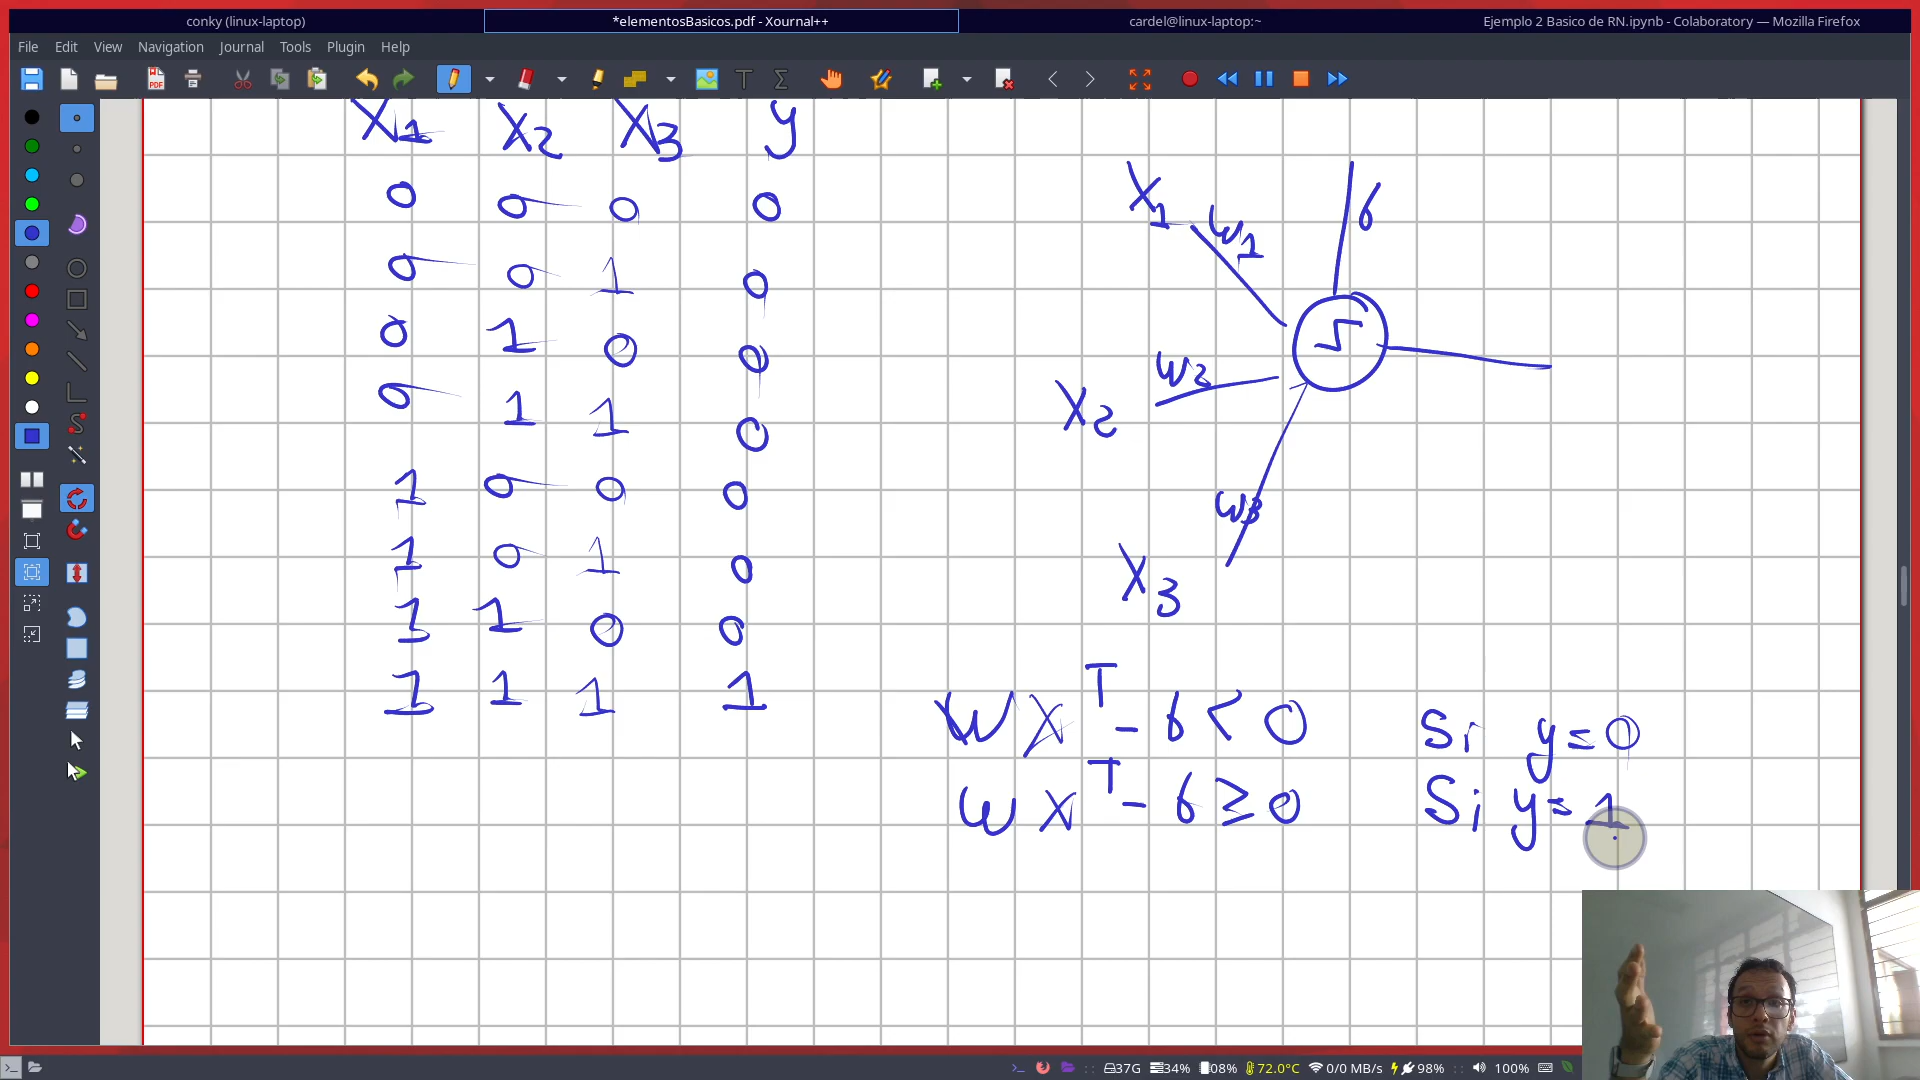 conky (linux-laptop) *elementosBasicos.pdf - Xournal++ cardel@linux-laptop:~ Ejemplo 2 Basico de RN.ipynb - Colaboratory — Mozilla Firefox
File Edit View Navigation Journal Tools Plugin Help
X1 X2 X3 y
0 0 0 0
0 0 1 0
0 1 0 0
0 1 1 0
1 0 0 0
1 0 1 0
1 1 0 0
1 1 1 1
X1 W1 b
X2 W2
X3 W3
W X^T - b < 0 Si y = 0
W X^T - b ≥ 0 Si y = 1
37G 34% 08% 72.0°C 0/0 MB/s 98% 100%